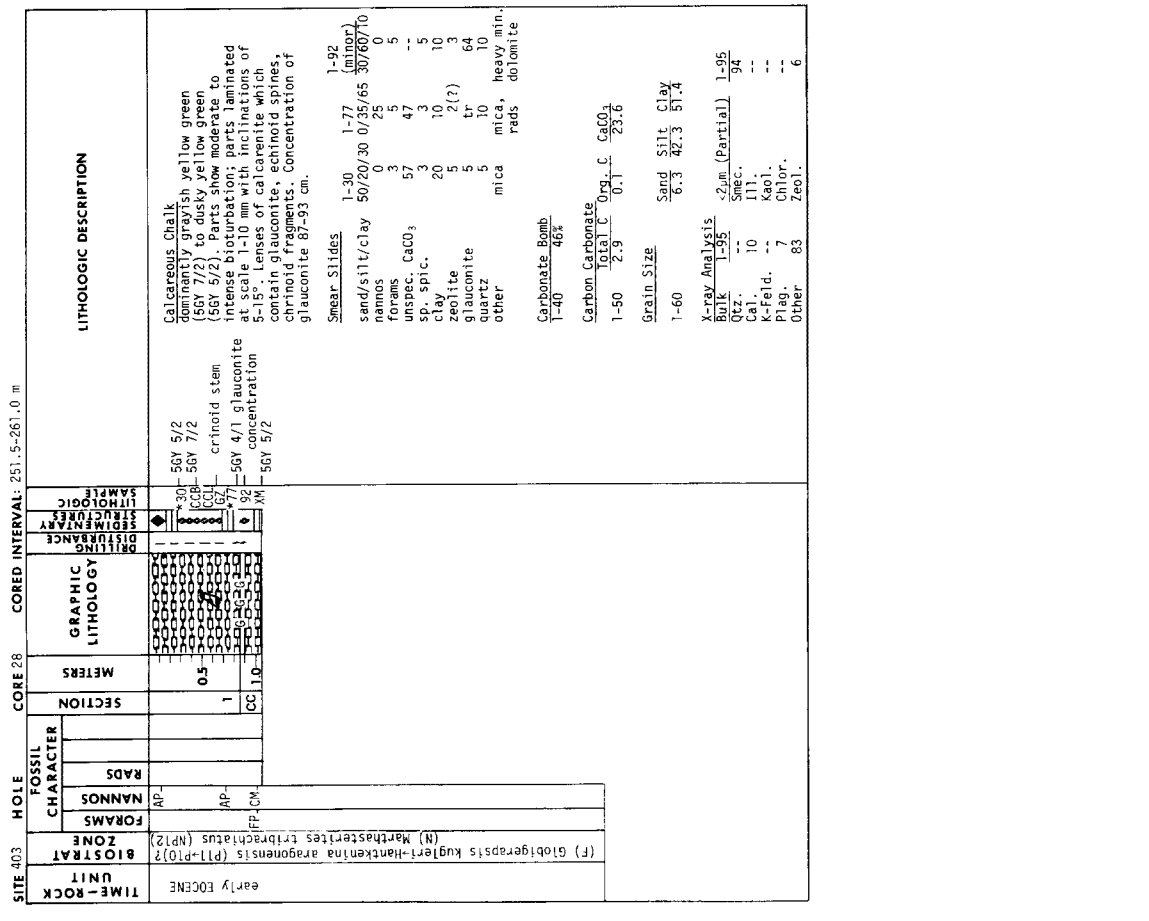 SITE 403 HOLE CORE 28 CORED INTERVAL: 251.5-261.0 m
TIME-ROCK
UNIT
BIOSTRAT
ZONE
FOSSIL
CHARACTER
FORAMS
NANNOS
RADS
SECTION
METERS
GRAPHIC
LITHOLOGY
DRILLING
DISTURBANCE
SEDIMENTARY
STRUCTURES
LITHOLOGIC
SAMPLE
LITHOLOGIC DESCRIPTION
early EOCENE
(F) Globigerapsis kugleri→Hantkenina aragonensis (P11→P10)?
(N) Marthasterites tribrachiatus (NP12)
AP
AP
FP CM
1
CC
0.5
1.0
G G G G
*30
CCB
CCL
GZ
*77
92
XM
5GY 5/2
5GY 7/2
crinoid stem
5GY 4/1 glauconite
concentration
5GY 5/2
Calcareous Chalk
dominantly grayish yellow green
(5GY 7/2) to dusky yellow green
(5GY 5/2). Parts show moderate to
intense bioturbation; parts laminated
at scale 1-10 mm with inclinations of
5-15°. Lenses of calcarenite which
contain glauconite, echinoid spines,
chrinoid fragments. Concentration of
glauconite 87-93 cm.
Smear Slides
1-30 1-77 1-92
(minor)
sand/silt/clay 50/20/30 0/35/65 30/60/10
nannos 0 25 0
forams 3 5 5
unspec. CaCO3 57 47 --
sp. spic. 3 3 5
clay 20 10 10
zeolite 5 2(?) 3
glauconite 5 tr 64
quartz 5 10 10
other mica mica, heavy min.
rads dolomite
Carbonate Bomb
1-40 46%
Carbon Carbonate
Total C Org. C CaCO3
1-50 2.9 0.1 23.6
Grain Size
Sand Silt Clay
1-60 6.3 42.3 51.4
X-ray Analysis
Bulk 1-95 <2µm (Partial) 1-95
Qtz. -- Smec. 94
Cal. 10 Ill. --
K-Feld. -- Kaol. --
Plag. 7 Chlor. --
Other 83 Zeol. 6